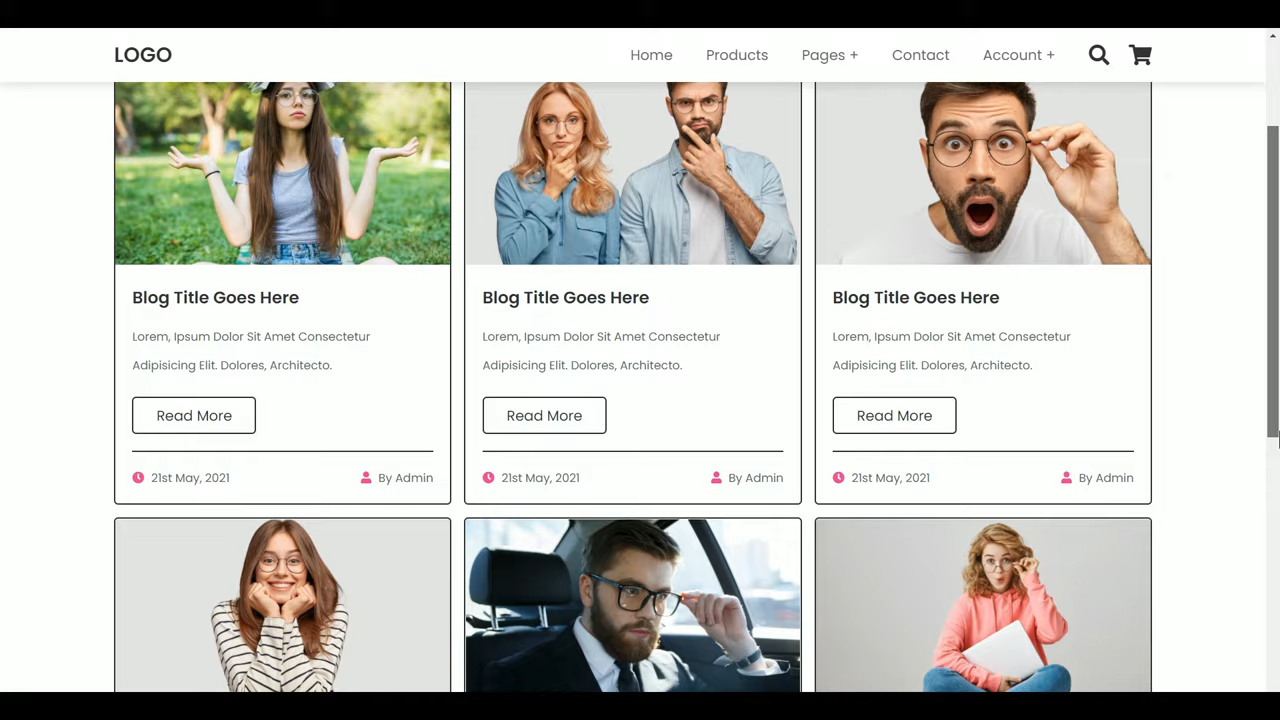 LOGO
Home Products Pages + Contact Account +
Blog Title Goes Here
Lorem, Ipsum Dolor Sit Amet Consectetur
Adipisicing Elit. Dolores, Architecto.
Read More
21st May, 2021 By Admin
Blog Title Goes Here
Lorem, Ipsum Dolor Sit Amet Consectetur
Adipisicing Elit. Dolores, Architecto.
Read More
21st May, 2021 By Admin
Blog Title Goes Here
Lorem, Ipsum Dolor Sit Amet Consectetur
Adipisicing Elit. Dolores, Architecto.
Read More
21st May, 2021 By Admin